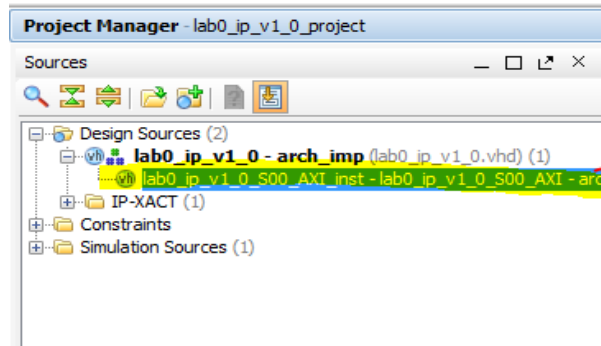 Project Manager - lab0_ip_v1_0_project
Sources
Design Sources (2)
lab0_ip_v1_0 - arch_imp (lab0_ip_v1_0.vhd) (1)
lab0_ip_v1_0_S00_AXI_inst - lab0_ip_v1_0_S00_AXI - arc
IP-XACT (1)
Constraints
Simulation Sources (1)